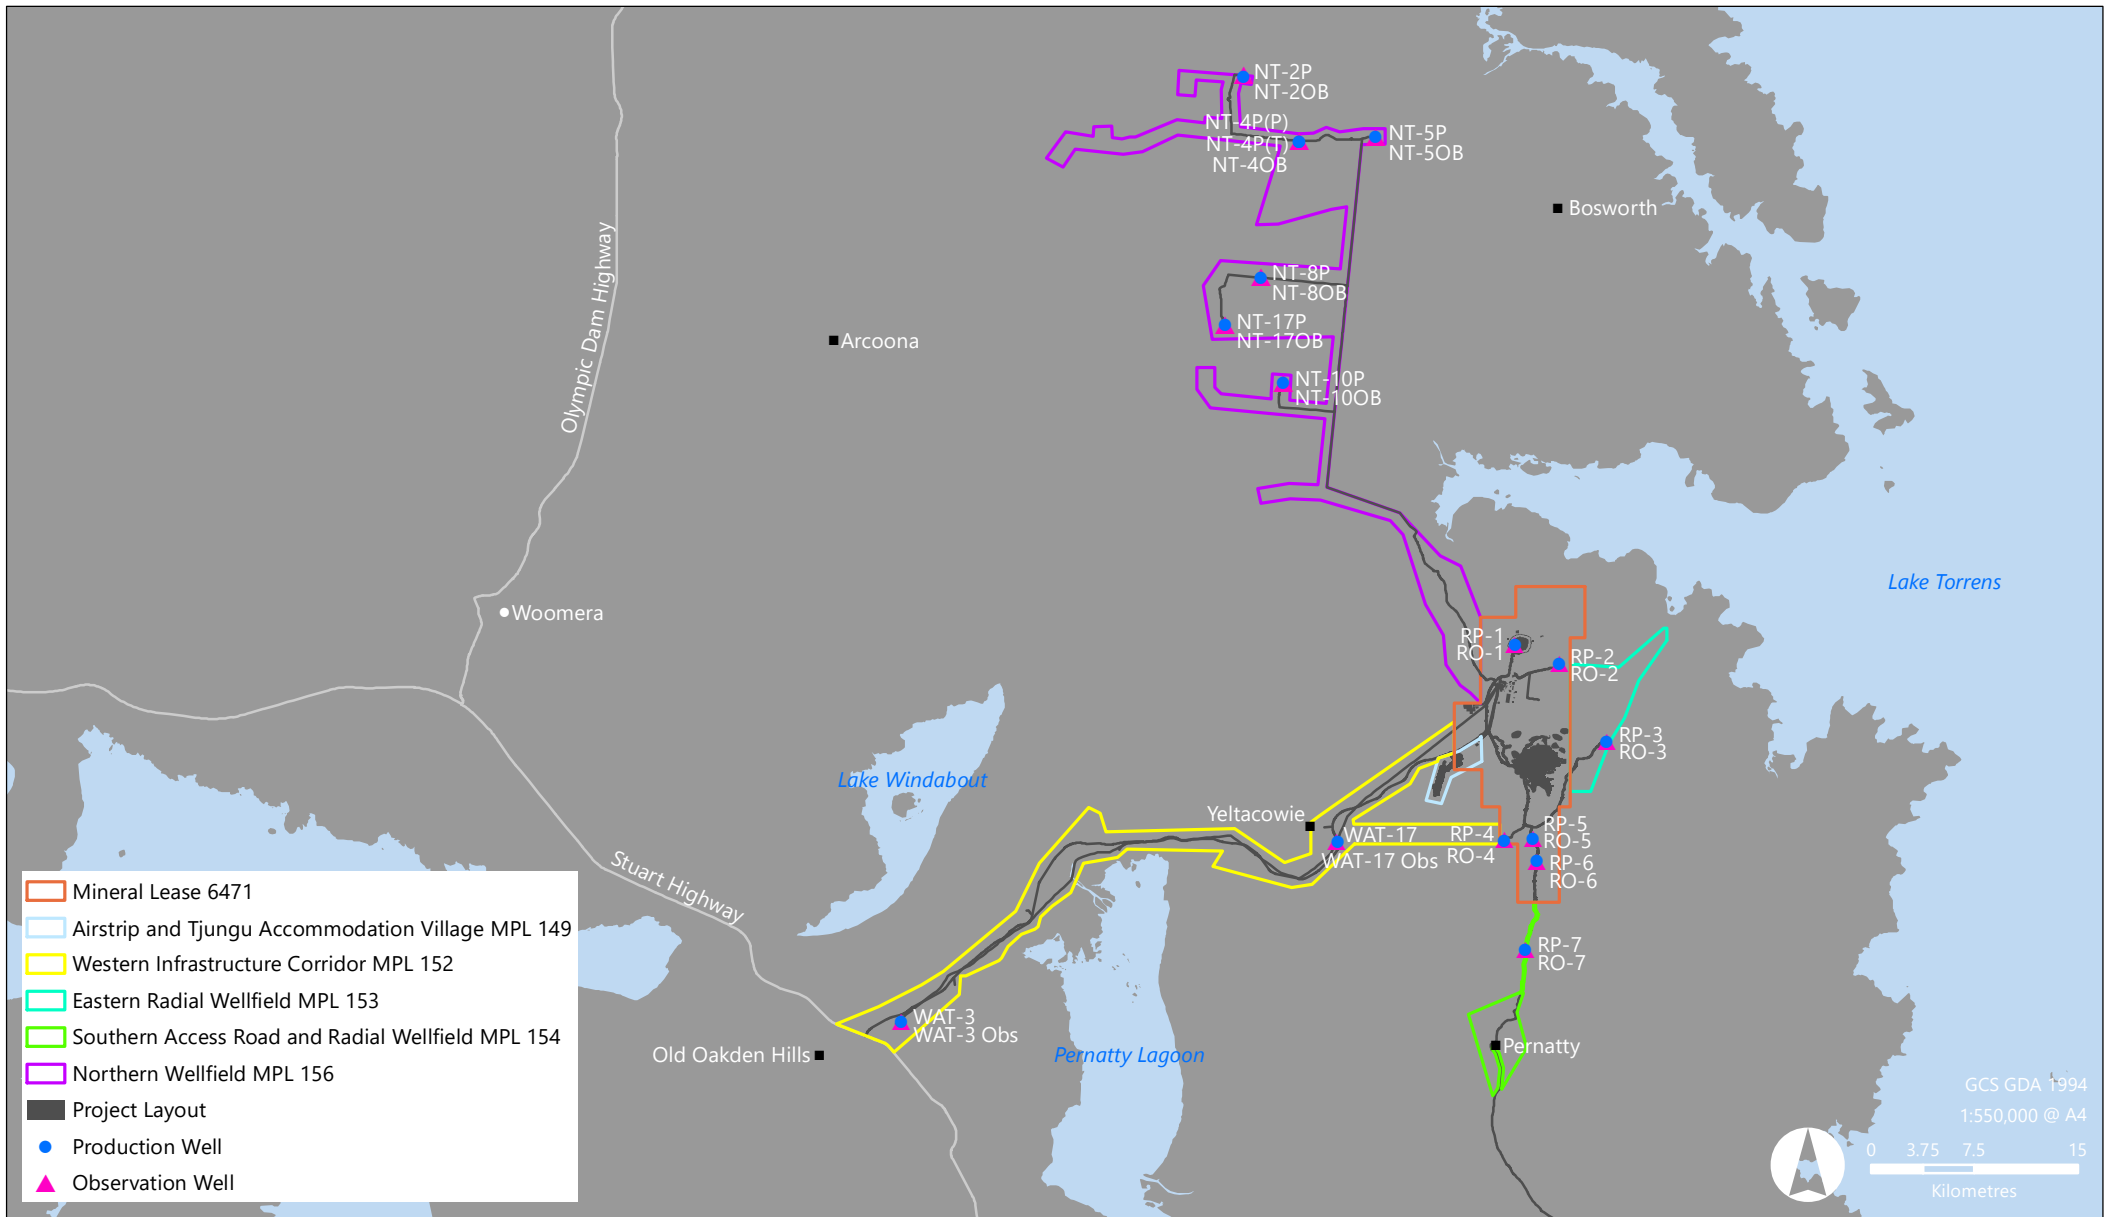 NT-2P
NT-2OB
NT-4P(P)
NT-4P(T)
NT-4OB
NT-5P
NT-5OB
Bosworth
Olympic Dam Highway
NT-8P
NT-8OB
NT-17P
NT-17OB
Arcoona
NT-10P
NT-10OB
Lake Torrens
Woomera
RP-1
RO-1
RP-2
RO-2
RP-3
RO-3
Lake Windabout
Yeltacowie
WAT-17
WAT-17 Obs
RP-4
RO-4
RP-5
RO-5
RP-6
RO-6
Stuart Highway
RP-7
RO-7
WAT-3
WAT-3 Obs
Old Oakden Hills
Pernatty Lagoon
Pernatty
Mineral Lease 6471
Airstrip and Tjungu Accommodation Village MPL 149
Western Infrastructure Corridor MPL 152
Eastern Radial Wellfield MPL 153
Southern Access Road and Radial Wellfield MPL 154
Northern Wellfield MPL 156
Project Layout
Production Well
Observation Well
GCS GDA 1994
1:550,000 @ A4
0 3.75 7.5 15
Kilometres